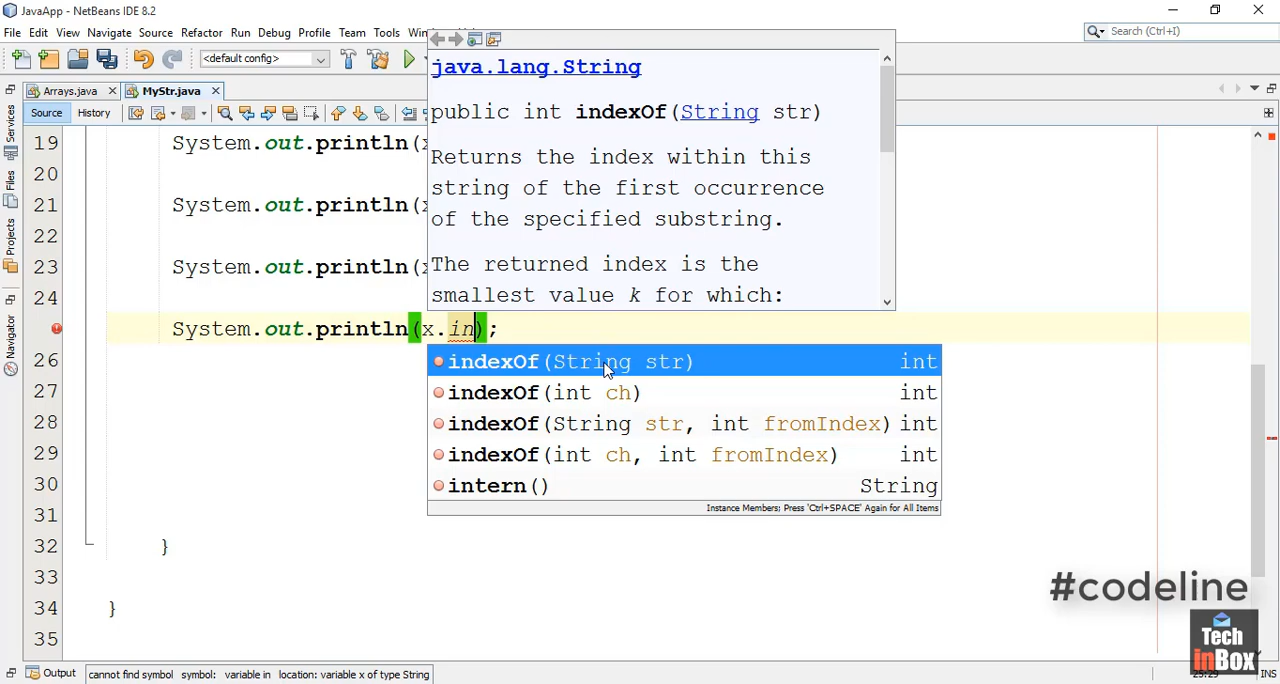 JavaApp - NetBeans IDE 8.2
File Edit View Navigate Source Refactor Run Debug Profile Team Tools
Search (Ctrl+I)
<default config>
Arrays.java MyStr.java
Source History
Services
Files
Projects
Navigator
java.lang.String
public int indexOf(String str)
Returns the index within this
string of the first occurrence
of the specified substring.
The returned index is the
smallest value k for which:
19 System.out.println(
20
21 System.out.println(
22
23 System.out.println(
24
System.out.println(x.in);
indexOf(String str) int
26
indexOf(int ch) int
27
indexOf(String str, int fromIndex) int
28
indexOf(int ch, int fromIndex) int
29
intern() String
30
Instance Members; Press 'Ctrl+SPACE' Again for All Items
31
32 }
33
34 }
35
#codeline
Tech
inBox
Output cannot find symbol symbol: variable in location: variable x of type String
25:29 INS